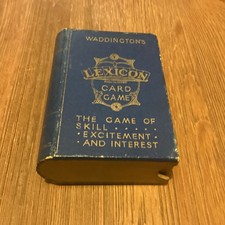 WADDINGTON'S
LEXICON
CARD
GAME
THE GAME OF
SKILL · · · · ·
· EXCITEMENT ·
· AND INTEREST